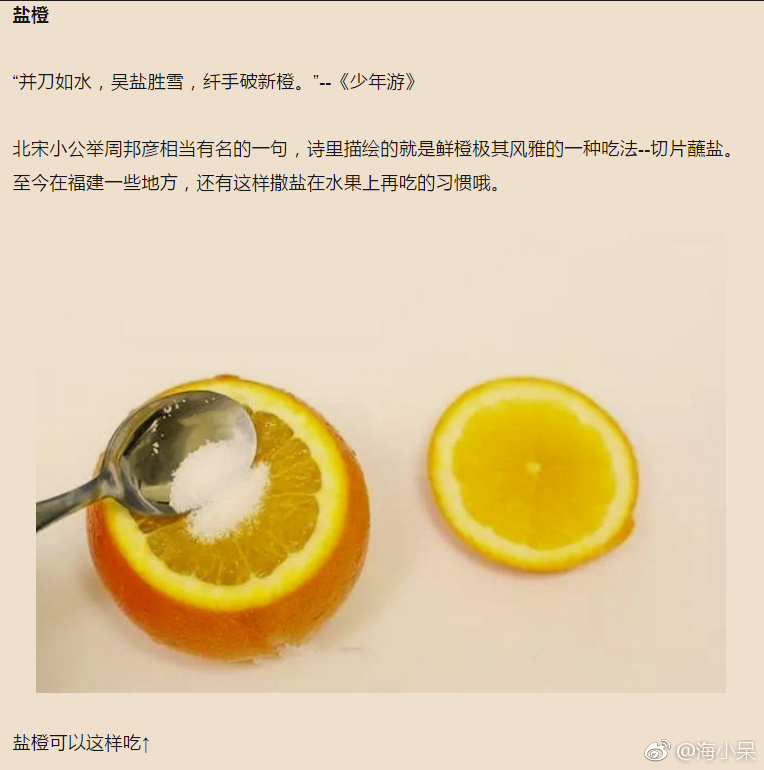 盐橙
“并刀如水，吴盐胜雪，纤手破新橙。”--《少年游》
北宋小公举周邦彦相当有名的一句，诗里描绘的就是鲜橙极其风雅的一种吃法--切片蘸盐。
至今在福建一些地方，还有这样撒盐在水果上再吃的习惯哦。
盐橙可以这样吃↑
@海小呆